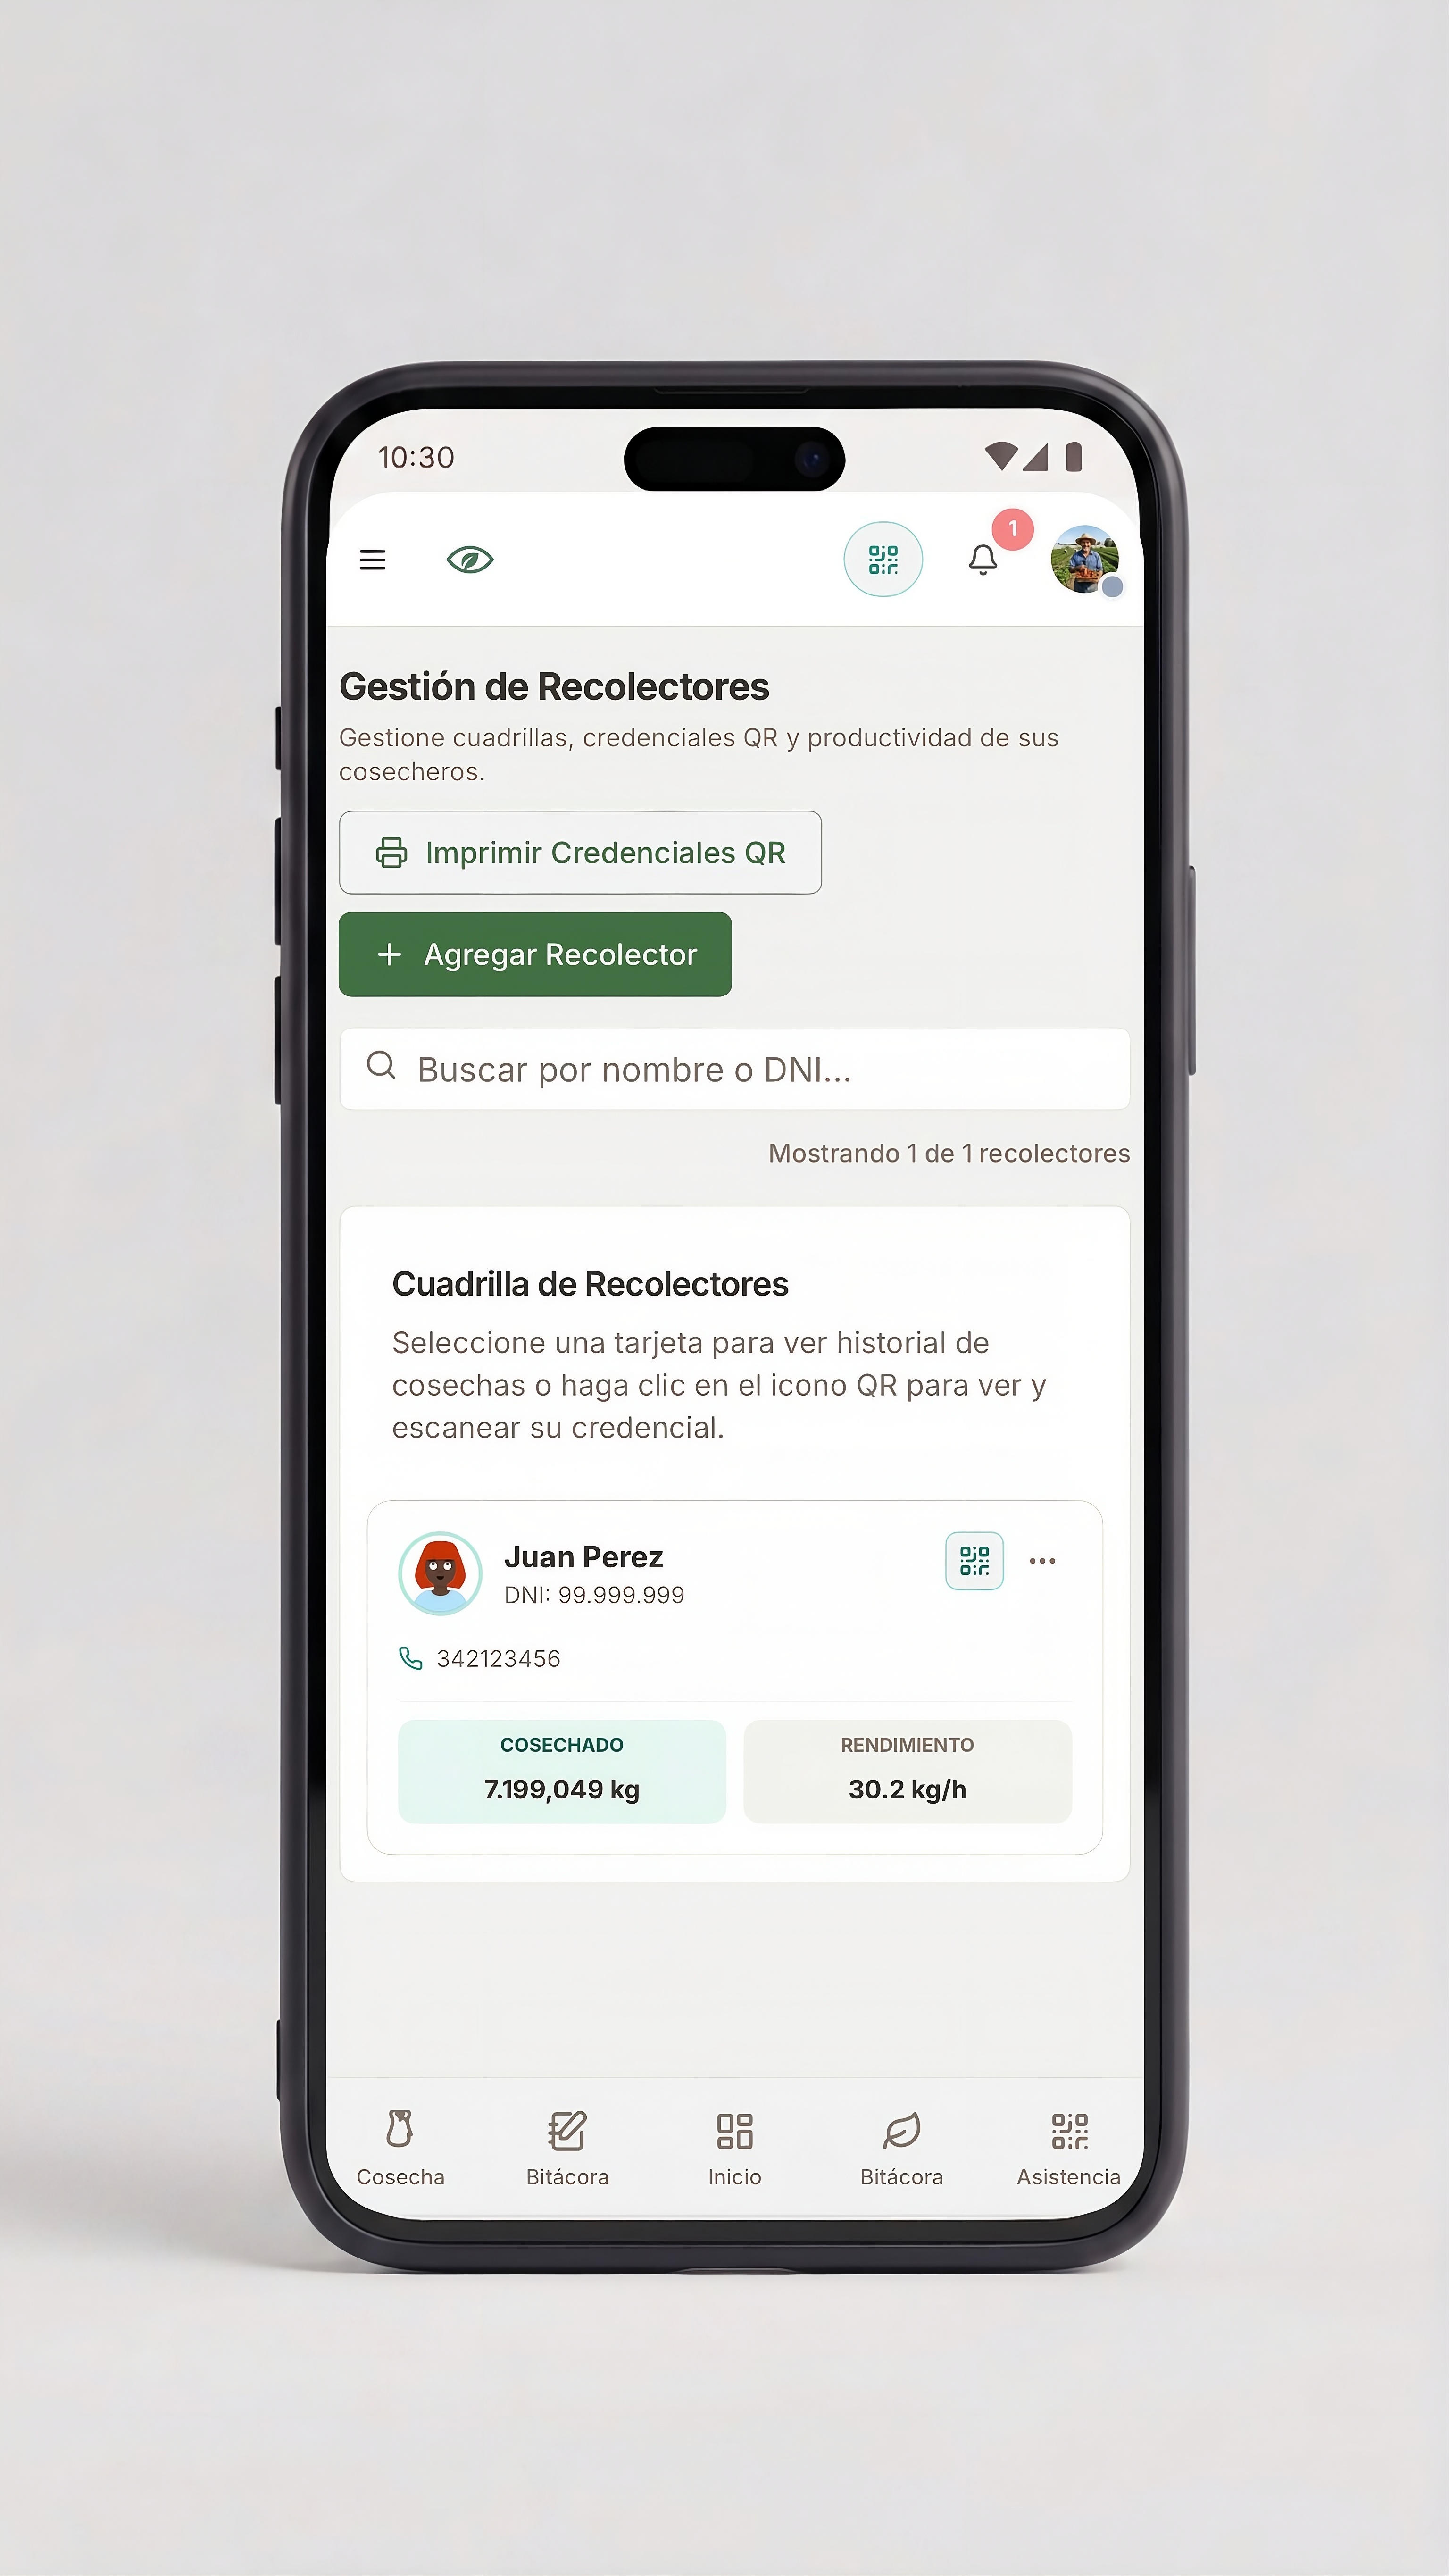 10:30
1
Gestión de Recolectores
Gestione cuadrillas, credenciales QR y productividad de sus
cosecheros.
Imprimir Credenciales QR
Agregar Recolector
Buscar por nombre o DNI...
Mostrando 1 de 1 recolectores
Cuadrilla de Recolectores
Seleccione una tarjeta para ver historial de
cosechas o haga clic en el icono QR para ver y
escanear su credencial.
Juan Perez
DNI: 99.999.999
342123456
COSECHADO
7.199,049 kg
RENDIMIENTO
30.2 kg/h
Cosecha
Bitácora
Inicio
Bitácora
Asistencia